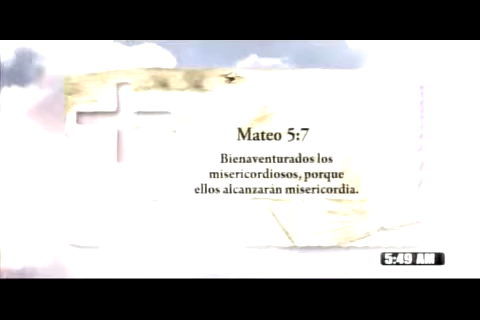 Mateo 5:7
Bienaventurados los
misericordiosos, porque
ellos alcanzarán misericordia.
5:49 AM